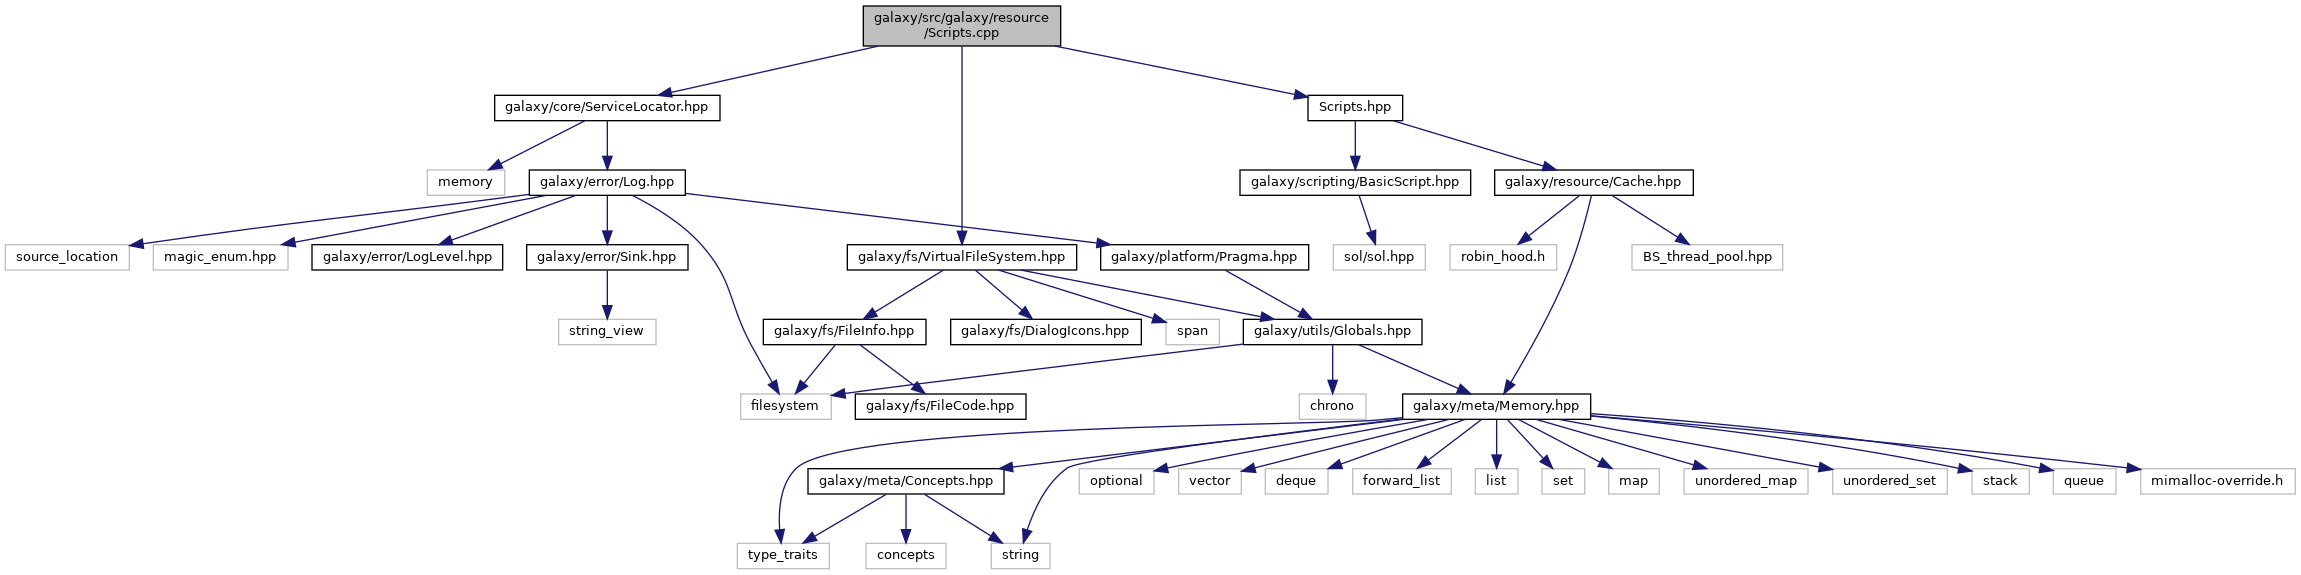 galaxy/src/galaxy/resource
/Scripts.cpp
galaxy/core/ServiceLocator.hpp
Scripts.hpp
memory
galaxy/error/Log.hpp
galaxy/scripting/BasicScript.hpp
galaxy/resource/Cache.hpp
source_location
magic_enum.hpp
galaxy/error/LogLevel.hpp
galaxy/error/Sink.hpp
galaxy/fs/VirtualFileSystem.hpp
galaxy/platform/Pragma.hpp
sol/sol.hpp
robin_hood.h
BS_thread_pool.hpp
string_view
galaxy/fs/FileInfo.hpp
galaxy/fs/DialogIcons.hpp
span
galaxy/utils/Globals.hpp
filesystem
galaxy/fs/FileCode.hpp
chrono
galaxy/meta/Memory.hpp
galaxy/meta/Concepts.hpp
optional
vector
deque
forward_list
list
set
map
unordered_map
unordered_set
stack
queue
mimalloc-override.h
type_traits
concepts
string